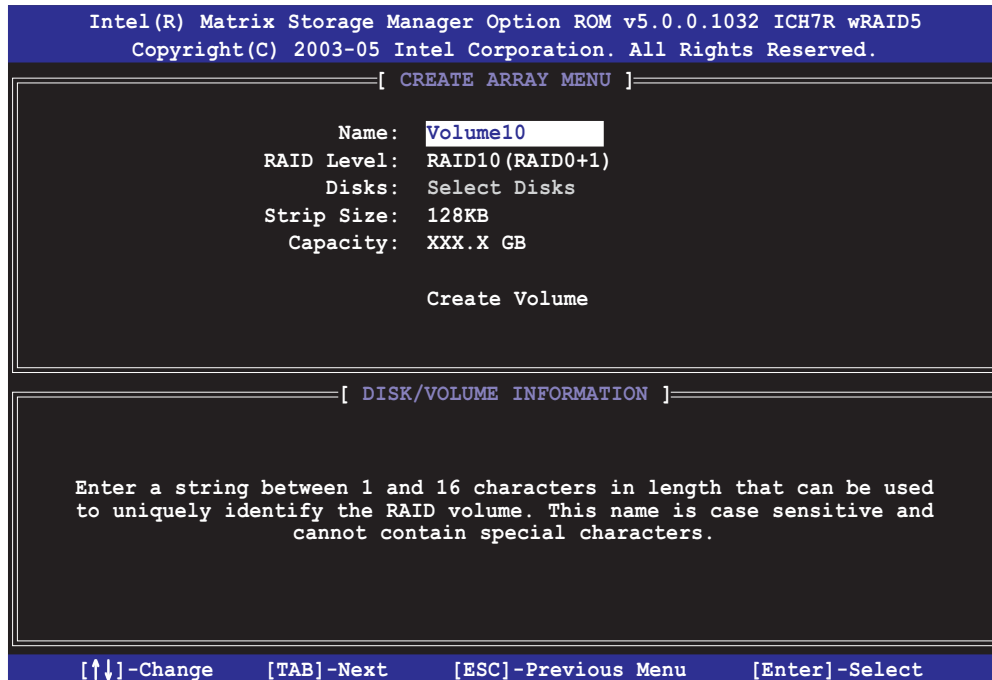 Intel(R) Matrix Storage Manager Option ROM v5.0.0.1032 ICH7R wRAID5
Copyright(C) 2003-05 Intel Corporation. All Rights Reserved.
[ CREATE ARRAY MENU ]
Name: Volume10
RAID Level: RAID10(RAID0+1)
Disks: Select Disks
Strip Size: 128KB
Capacity: XXX.X GB
Create Volume
[ DISK/VOLUME INFORMATION ]
Enter a string between 1 and 16 characters in length that can be used
to uniquely identify the RAID volume. This name is case sensitive and
cannot contain special characters.
[↑↓]-Change [TAB]-Next [ESC]-Previous Menu [Enter]-Select